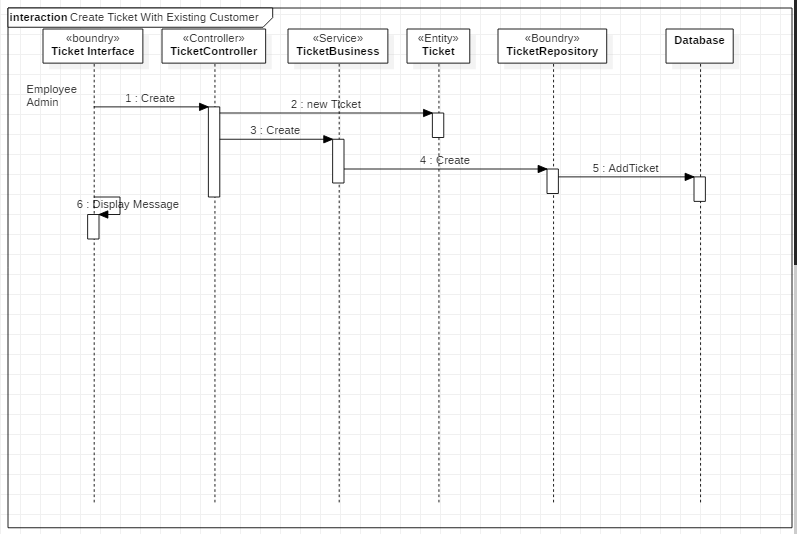 interaction Create Ticket With Existing Customer
«boundry»
Ticket Interface
«Controller»
TicketController
«Service»
TicketBusiness
«Entity»
Ticket
«Boundry»
TicketRepository
Database
Employee
Admin
1 : Create
2 : new Ticket
3 : Create
4 : Create
5 : AddTicket
6 : Display Message